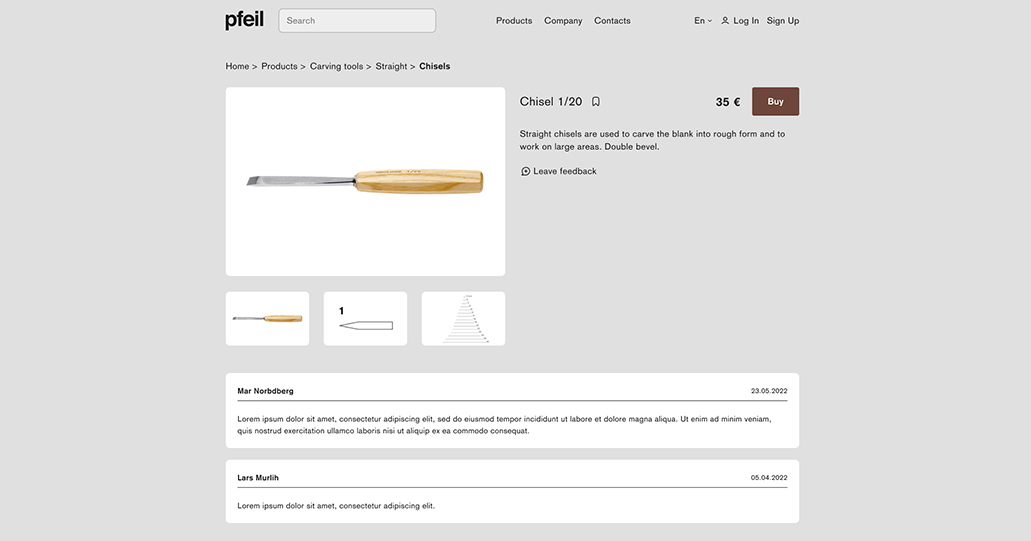 pfeil
Search
Products
Company
Contacts
En
Log In
Sign Up
Home > Products > Carving tools > Straight > Chisels
Chisel 1/20
35 €
Buy
Straight chisels are used to carve the blank into rough form and to
work on large areas. Double bevel.
Leave feedback
1
Mar Norbdberg
23.05.2022
Lorem ipsum dolor sit amet, consectetur adipiscing elit, sed do eiusmod tempor incididunt ut labore et dolore magna aliqua. Ut enim ad minim veniam,
quis nostrud exercitation ullamco laboris nisi ut aliquip ex ea commodo consequat.
Lars Murlih
05.04.2022
Lorem ipsum dolor sit amet, consectetur adipiscing elit.